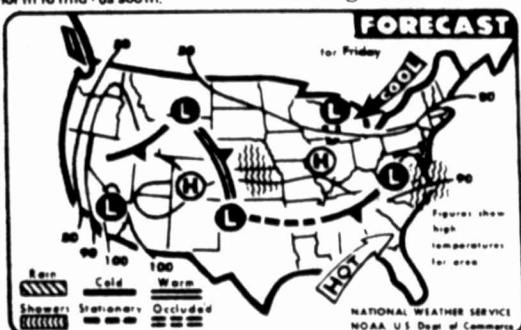 FORECAST
for Friday
COOL
80
80
80
90
L
L
H
H
L
L
L
80
90
100
100
HOT
Figures show
high
temperatures
for area
Rain
Cold
Warm
Showers
Stationary
Occluded
NATIONAL WEATHER SERVICE
NOAA U S Dept of Commerce